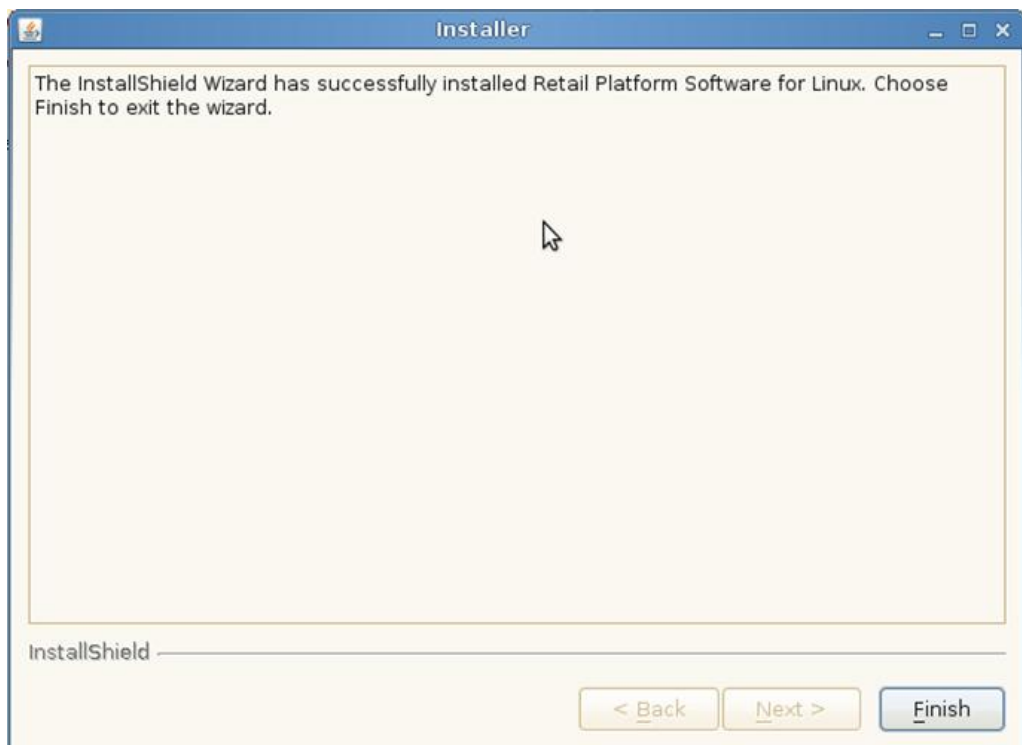 Installer
The InstallShield Wizard has successfully installed Retail Platform Software for Linux. Choose
Finish to exit the wizard.
InstallShield
< Back
Next >
Finish